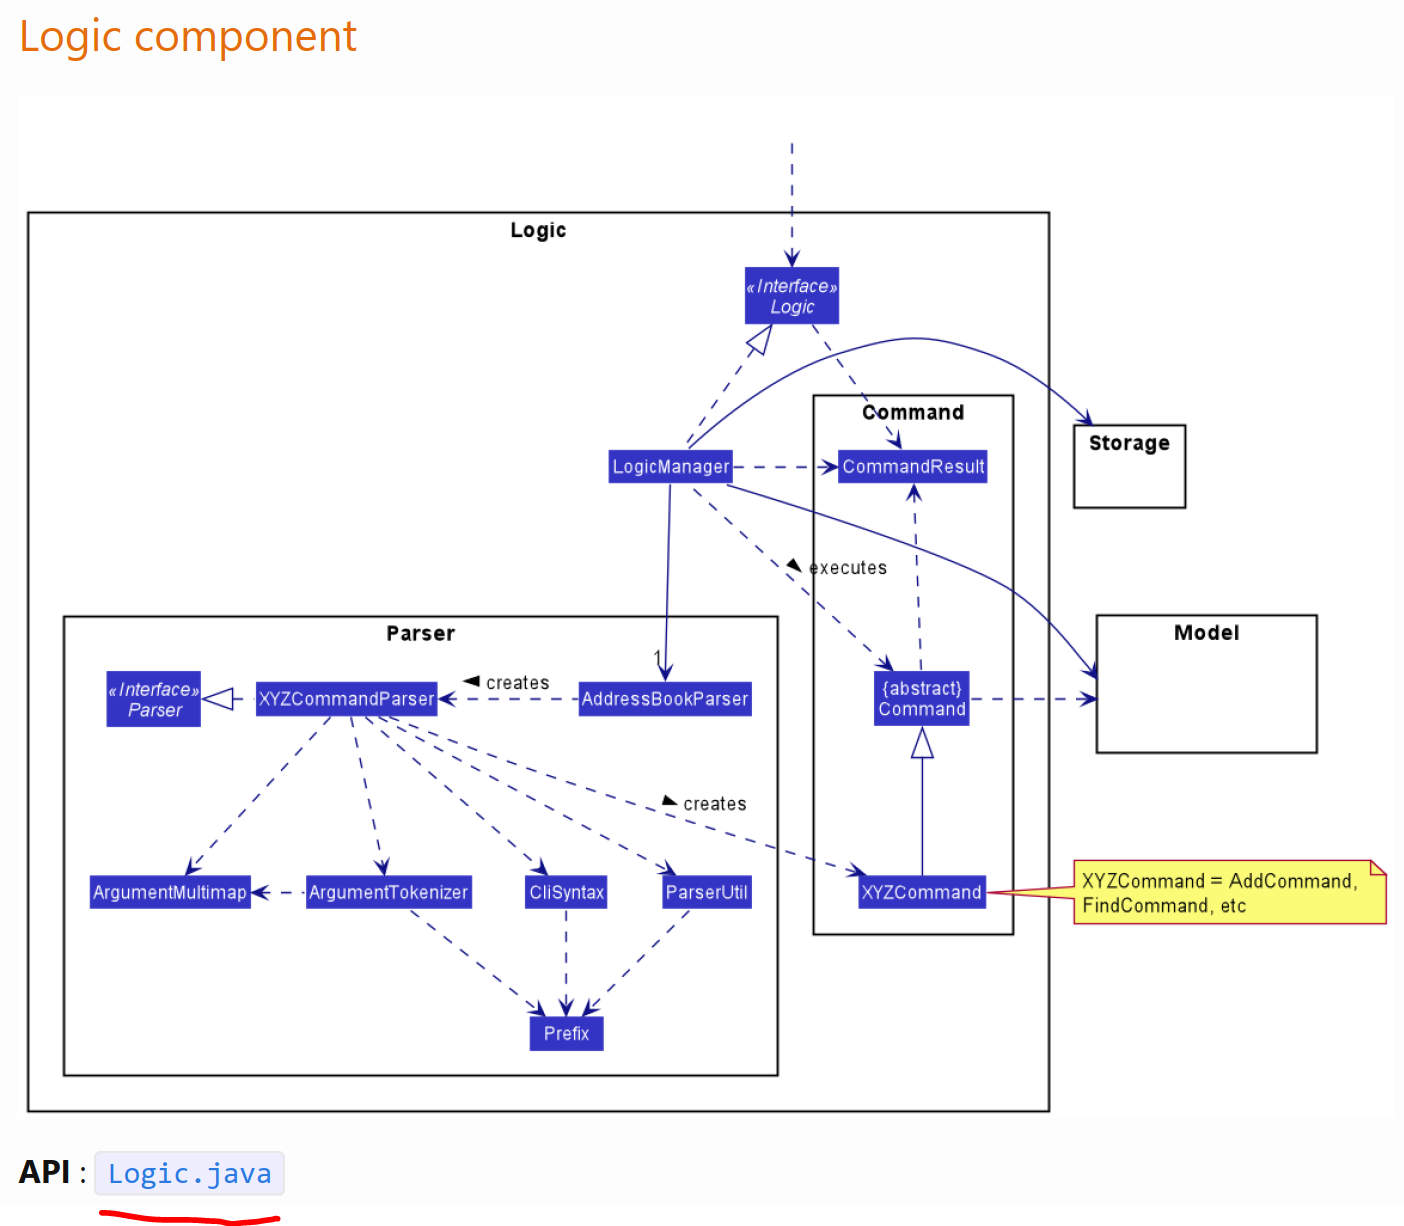 Logic component
Logic
«Interface»
Logic
Command
Storage
LogicManager
CommandResult
executes
Parser
Model
1
«Interface»
Parser
XYZCommandParser
creates
AddressBookParser
{abstract}
Command
creates
ArgumentMultimap
ArgumentTokenizer
CliSyntax
ParserUtil
XYZCommand
XYZCommand = AddCommand,
FindCommand, etc
Prefix
API : Logic.java